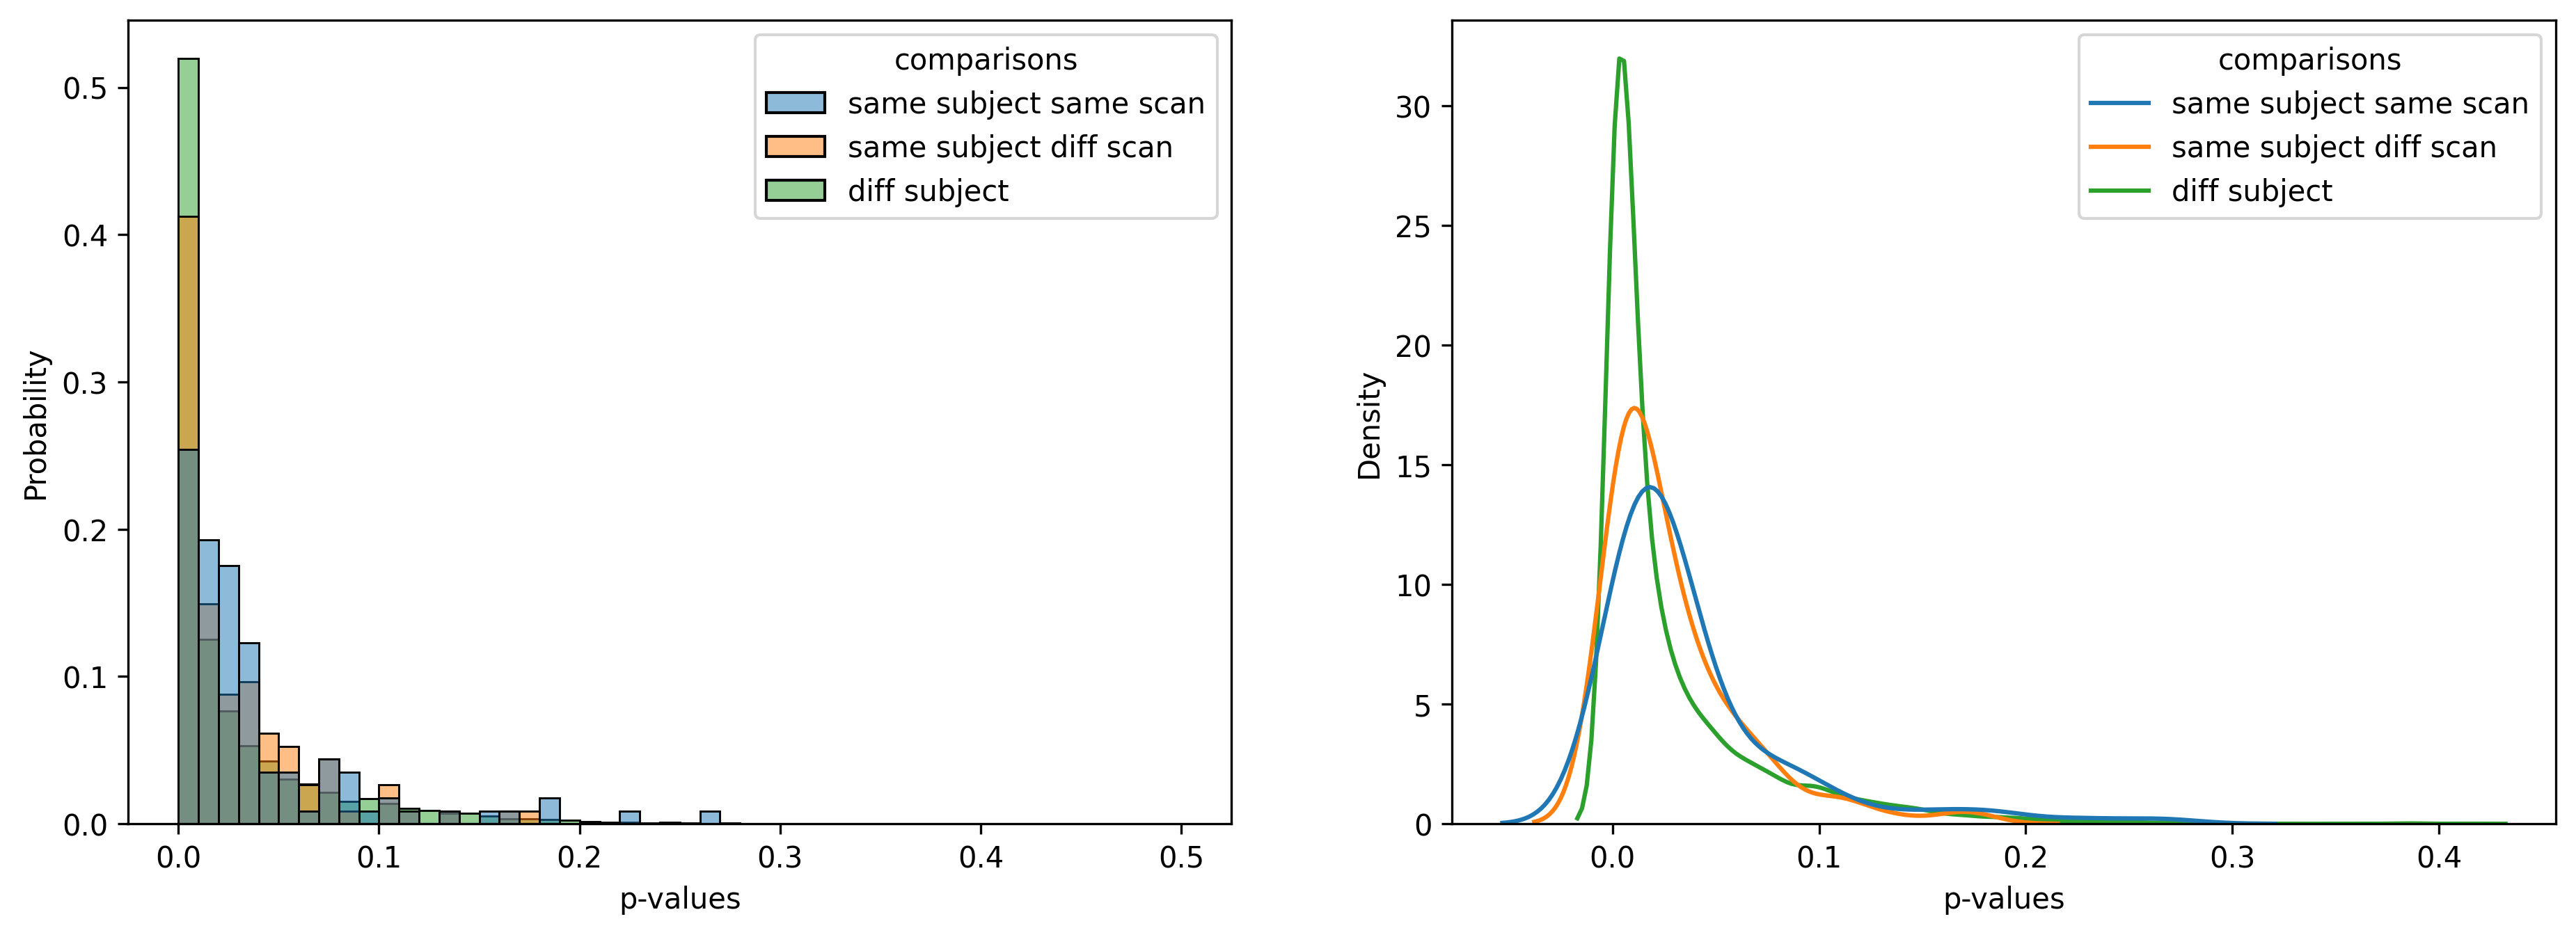 comparisons
same subject same scan
same subject diff scan
diff subject
Probability
0.5
0.4
0.3
0.2
0.1
0.0
0.0 0.1 0.2 0.3 0.4 0.5
p-values
comparisons
same subject same scan
same subject diff scan
diff subject
Density
30
25
20
15
10
5
0
0.0 0.1 0.2 0.3 0.4
p-values